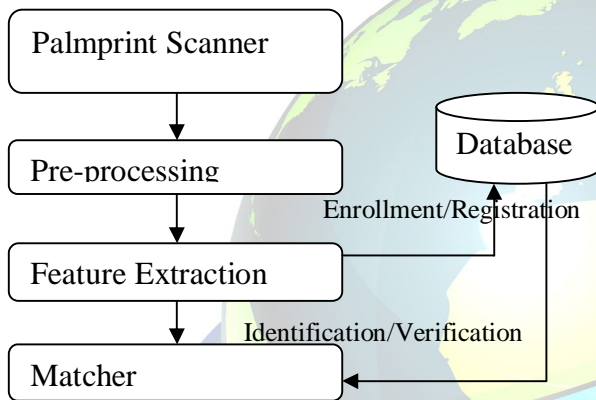 Palmprint Scanner
Database
Pre-processing
Enrollment/Registration
Feature Extraction
Identification/Verification
Matcher